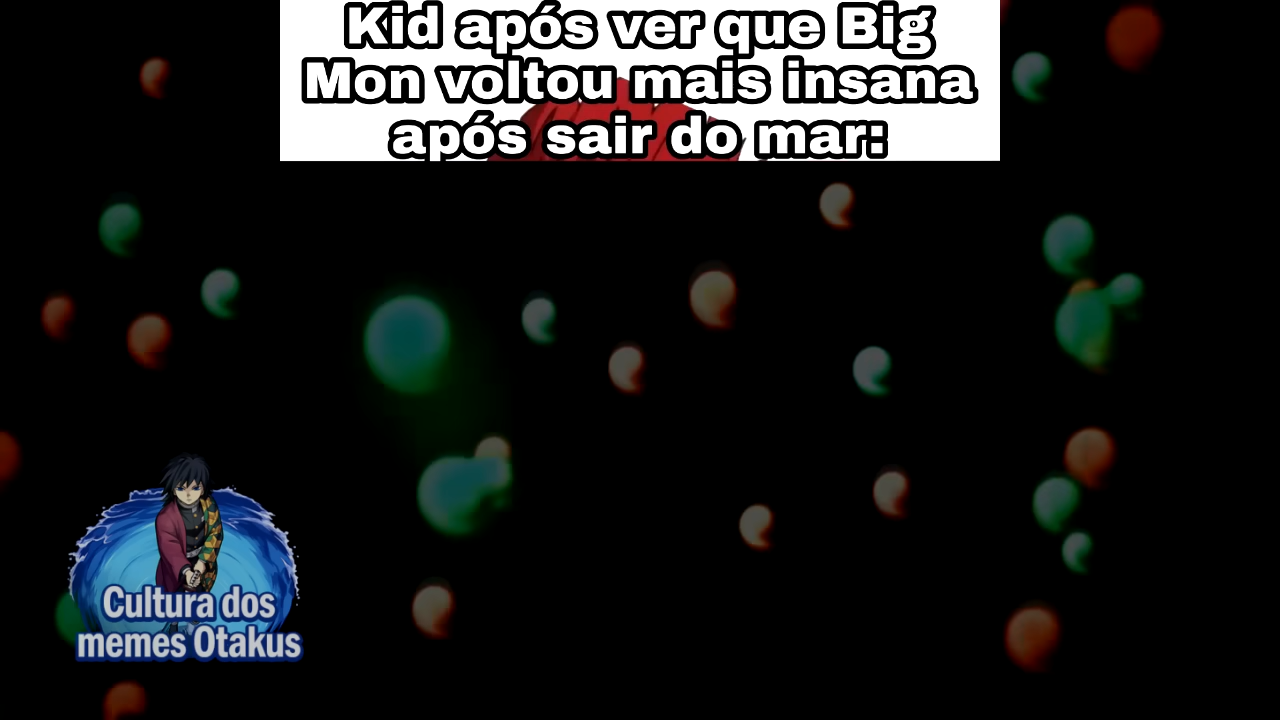 Kid após ver que Big
Mon voltou mais insana
após sair do mar:
Cultura dos
memes Otakus